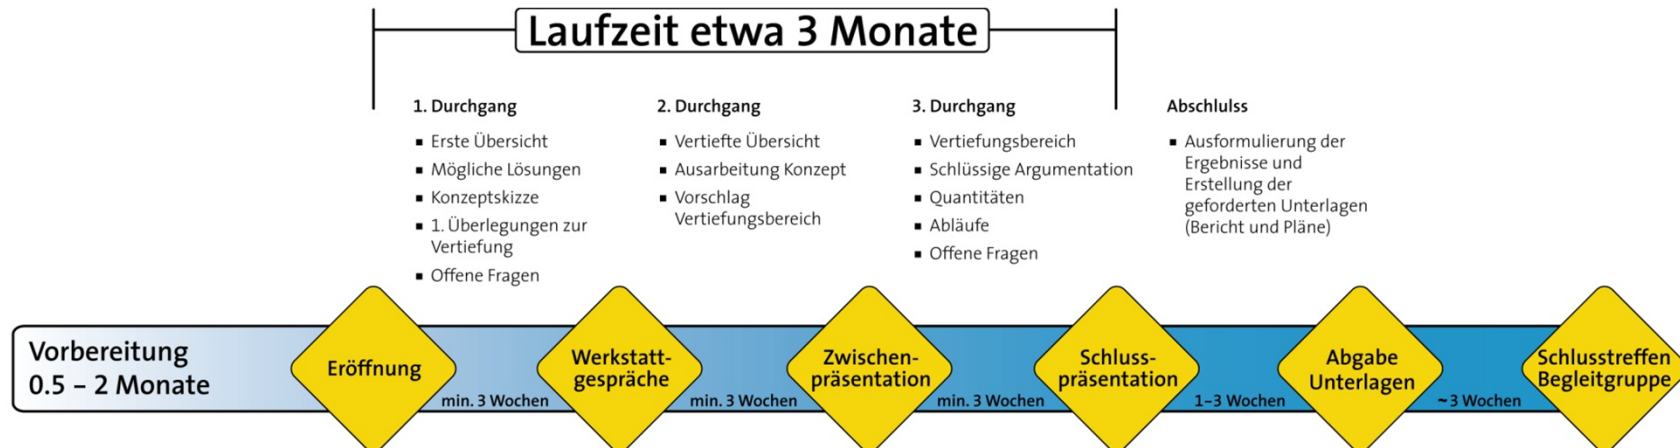 Laufzeit etwa 3 Monate
1. Durchgang
▪ Erste Übersicht
▪ Mögliche Lösungen
▪ Konzeptskizze
▪ 1. Überlegungen zur
Vertiefung
▪ Offene Fragen
2. Durchgang
▪ Vertiefte Übersicht
▪ Ausarbeitung Konzept
▪ Vorschlag
Vertiefungsbereich
3. Durchgang
▪ Vertiefungsbereich
▪ Schlüssige Argumentation
▪ Quantitäten
▪ Abläufe
▪ Offene Fragen
Abschlulss
▪ Ausformulierung der
Ergebnisse und
Erstellung der
geforderten Unterlagen
(Bericht und Pläne)
Vorbereitung
0.5 – 2 Monate
Eröffnung
min. 3 Wochen
Werkstatt-
gespräche
min. 3 Wochen
Zwischen-
präsentation
min. 3 Wochen
Schluss-
präsentation
1–3 Wochen
Abgabe
Unterlagen
~3 Wochen
Schlusstreffen
Begleitgruppe